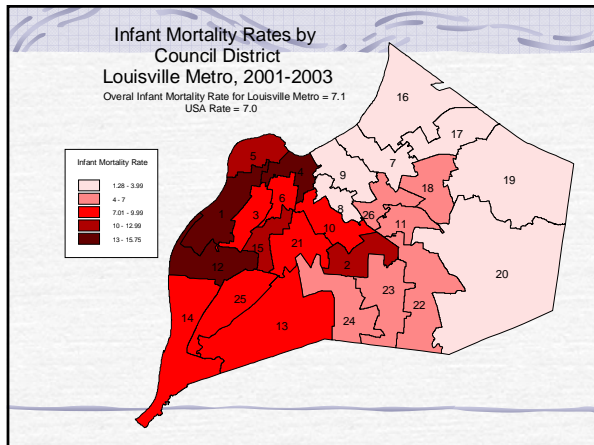 Infant Mortality Rates by
Council District
Louisville Metro, 2001-2003
Overal Infant Mortality Rate for Louisville Metro = 7.1
USA Rate = 7.0
Infant Mortality Rate
1.28 - 3.99
4 - 7
7.01 - 9.99
10 - 12.99
13 - 15.75
16
17
5
7
4
9
18
19
6
1
3
8
26
11
10
15
21
12
2
20
25
23
22
14
13
24